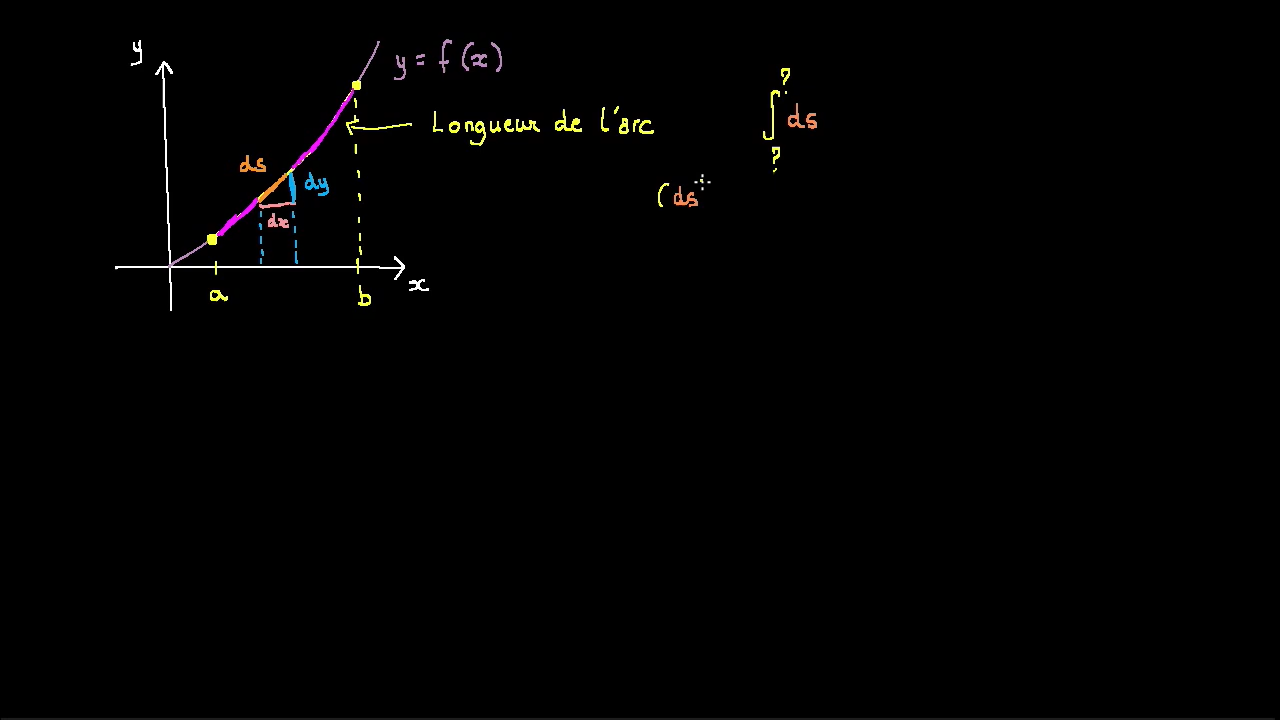 y
y = f(x)
Longueur de l'arc
∫ ds
?
?
(ds
ds
dy
dx
a
b
x